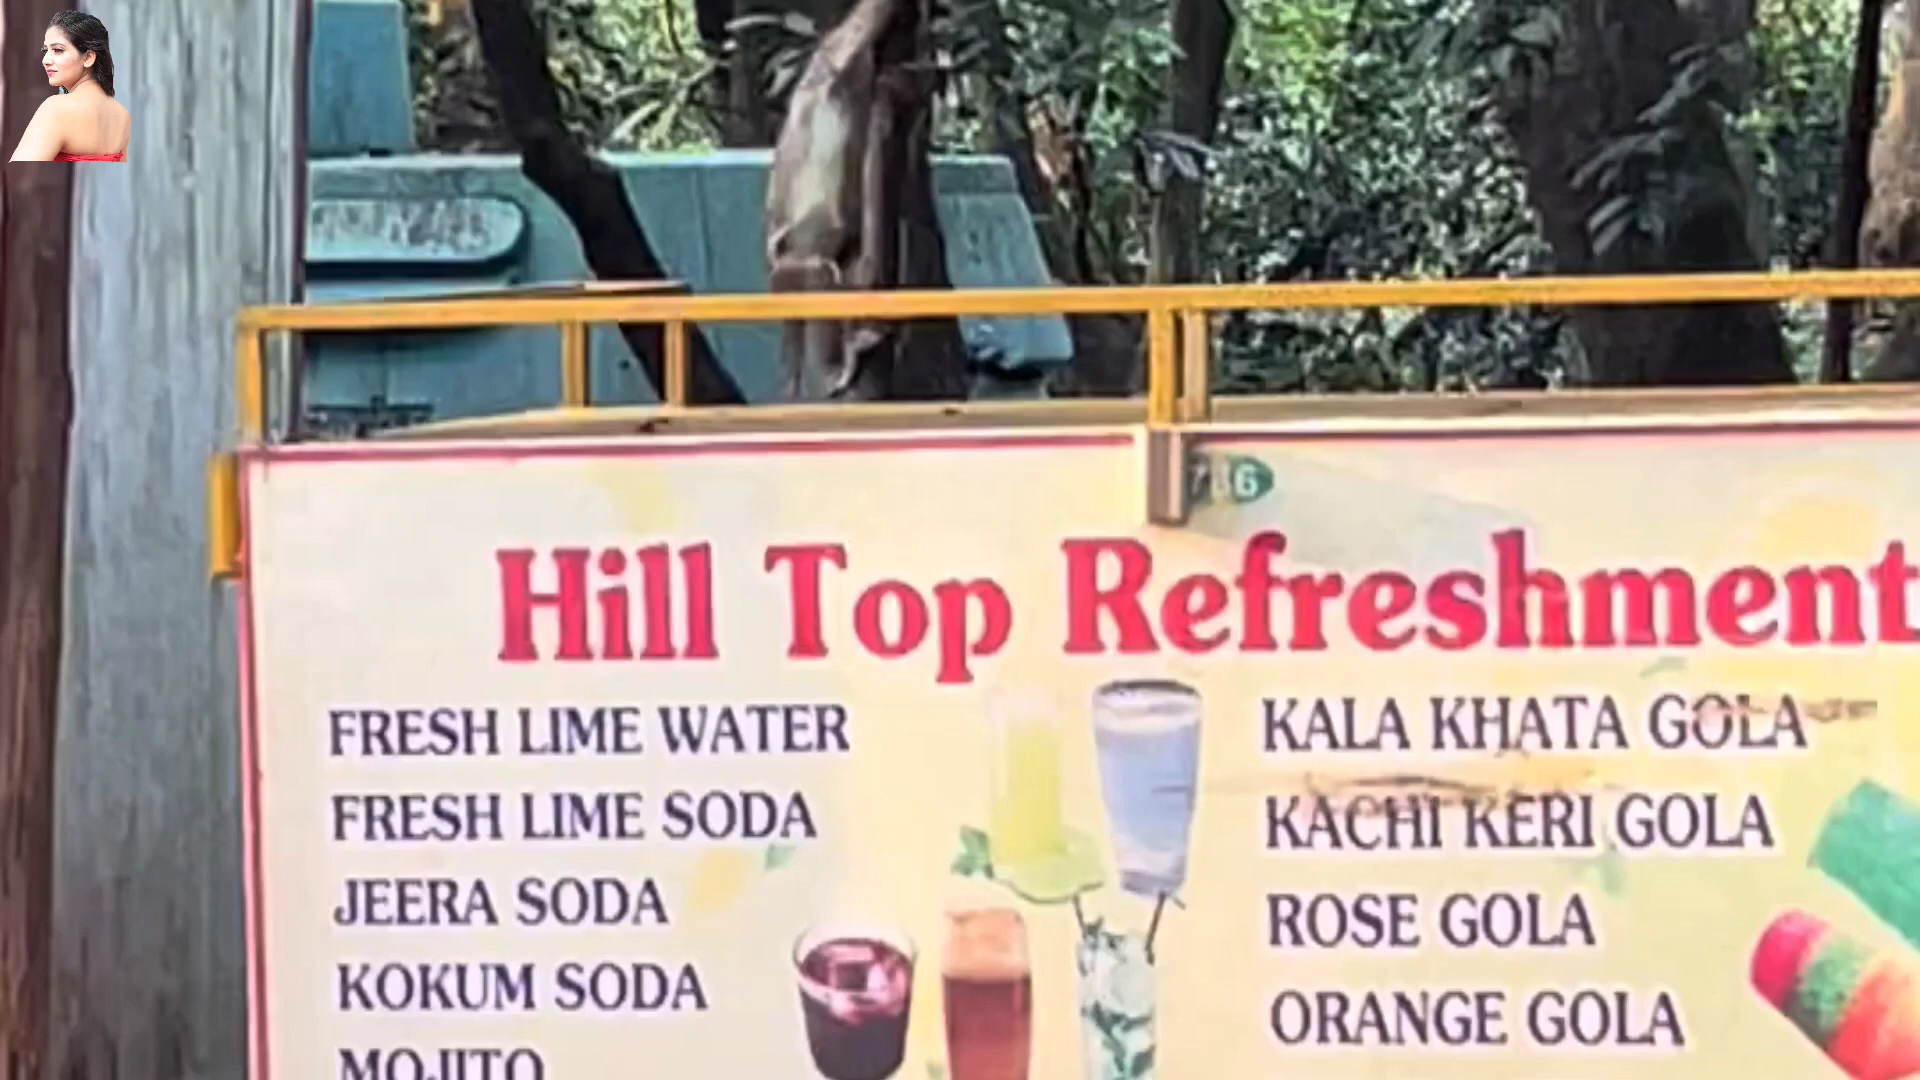 786
Hill Top Refreshment
FRESH LIME WATER
FRESH LIME SODA
JEERA SODA
KOKUM SODA
MOJITO
KALA KHATA GOLA
KACHI KERI GOLA
ROSE GOLA
ORANGE GOLA